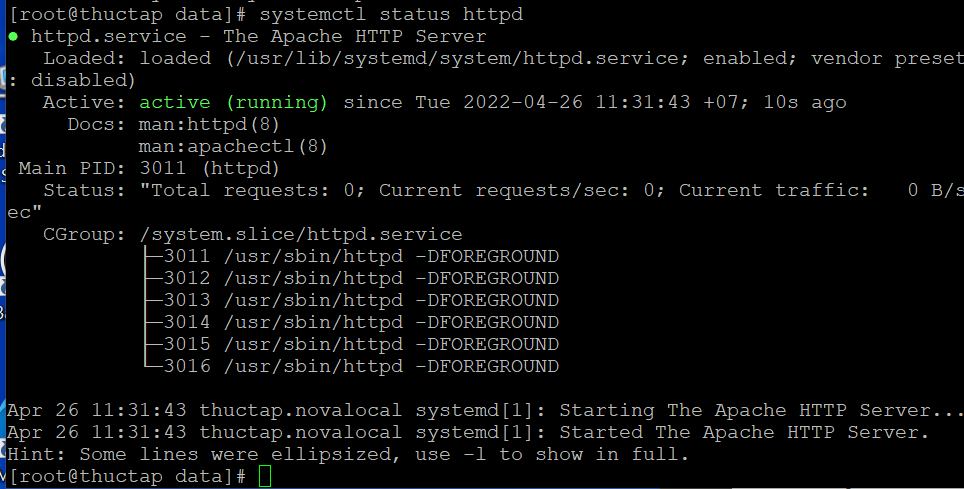 [root@thuctap data]# systemctl status httpd
● httpd.service - The Apache HTTP Server
   Loaded: loaded (/usr/lib/systemd/system/httpd.service; enabled; vendor preset
: disabled)
   Active: active (running) since Tue 2022-04-26 11:31:43 +07; 10s ago
     Docs: man:httpd(8)
           man:apachectl(8)
 Main PID: 3011 (httpd)
   Status: "Total requests: 0; Current requests/sec: 0; Current traffic:   0 B/s
ec"
   CGroup: /system.slice/httpd.service
           ├─3011 /usr/sbin/httpd -DFOREGROUND
           ├─3012 /usr/sbin/httpd -DFOREGROUND
           ├─3013 /usr/sbin/httpd -DFOREGROUND
           ├─3014 /usr/sbin/httpd -DFOREGROUND
           ├─3015 /usr/sbin/httpd -DFOREGROUND
           └─3016 /usr/sbin/httpd -DFOREGROUND

Apr 26 11:31:43 thuctap.novalocal systemd[1]: Starting The Apache HTTP Server...
Apr 26 11:31:43 thuctap.novalocal systemd[1]: Started The Apache HTTP Server.
Hint: Some lines were ellipsized, use -l to show in full.
[root@thuctap data]#